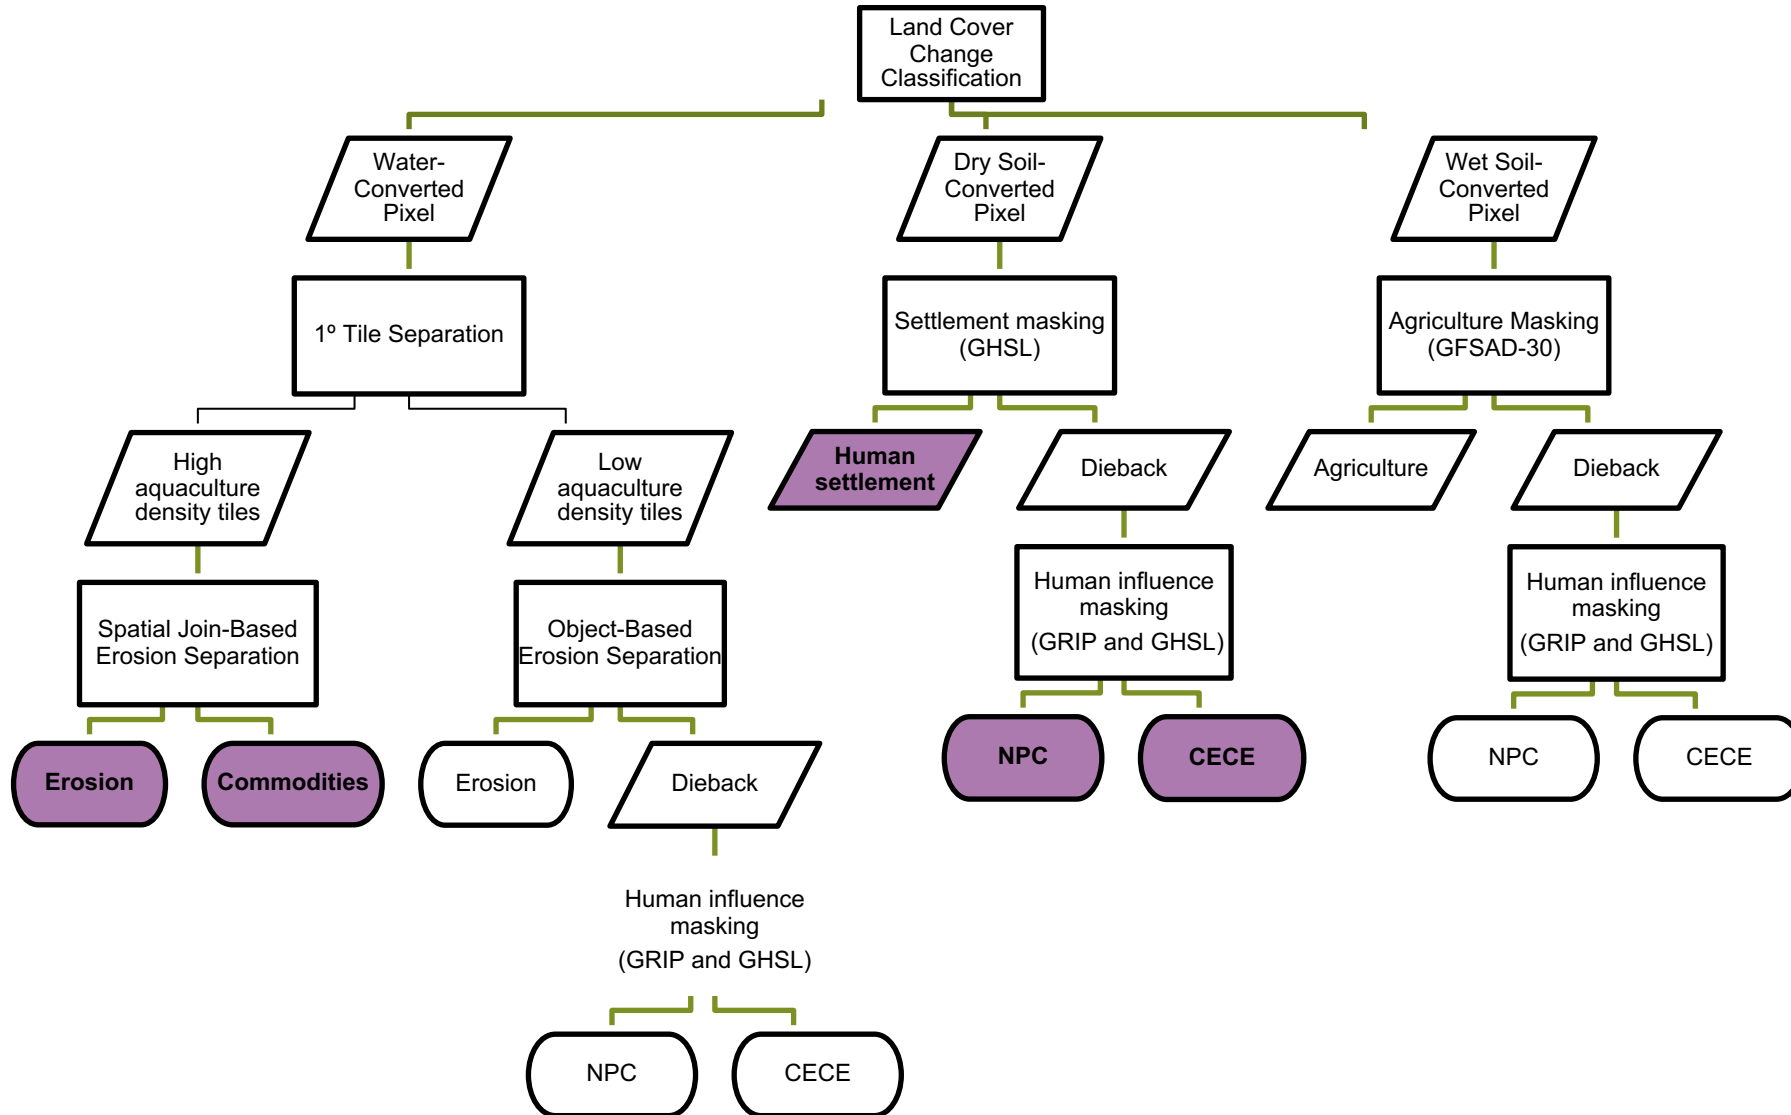 Land Cover
Change
Classification
Water-
Converted
Pixel
Dry Soil-
Converted
Pixel
Wet Soil-
Converted
Pixel
1º Tile Separation
Settlement masking
(GHSL)
Agriculture Masking
(GFSAD-30)
High
aquaculture
density tiles
Low
aquaculture
density tiles
Human
settlement
Dieback
Agriculture
Dieback
Spatial Join-Based
Erosion Separation
Object-Based
Erosion Separation
Human influence
masking
(GRIP and GHSL)
Human influence
masking
(GRIP and GHSL)
Erosion
Commodities
Erosion
Dieback
NPC
CECE
NPC
CECE
Human influence
masking
(GRIP and GHSL)
NPC
CECE